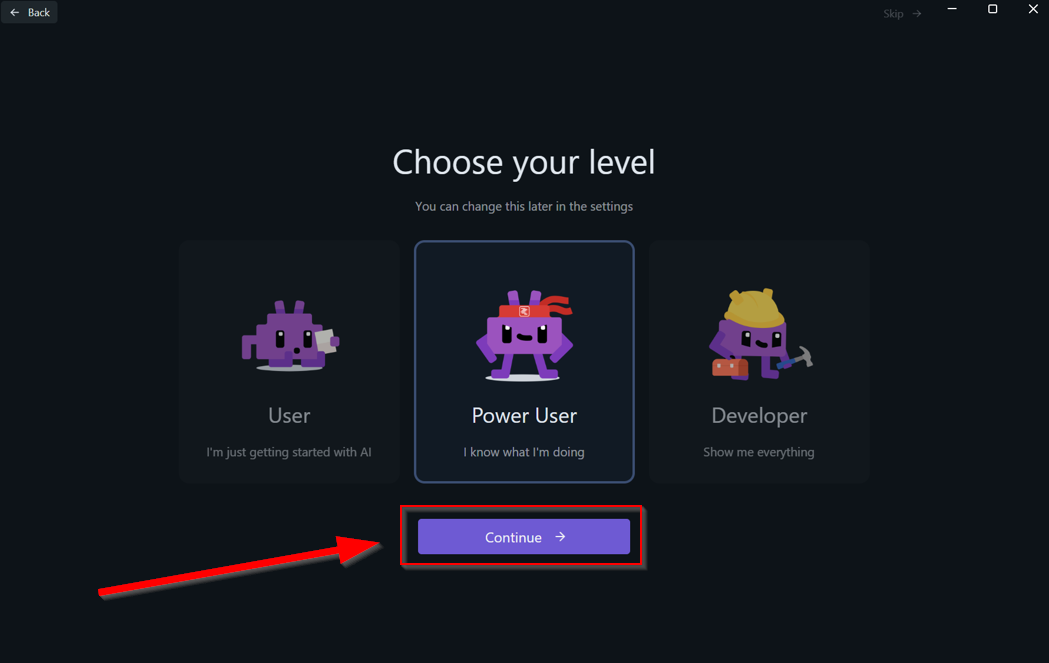 Back
Skip
Choose your level
You can change this later in the settings
User
I'm just getting started with AI
Power User
I know what I'm doing
Developer
Show me everything
Continue